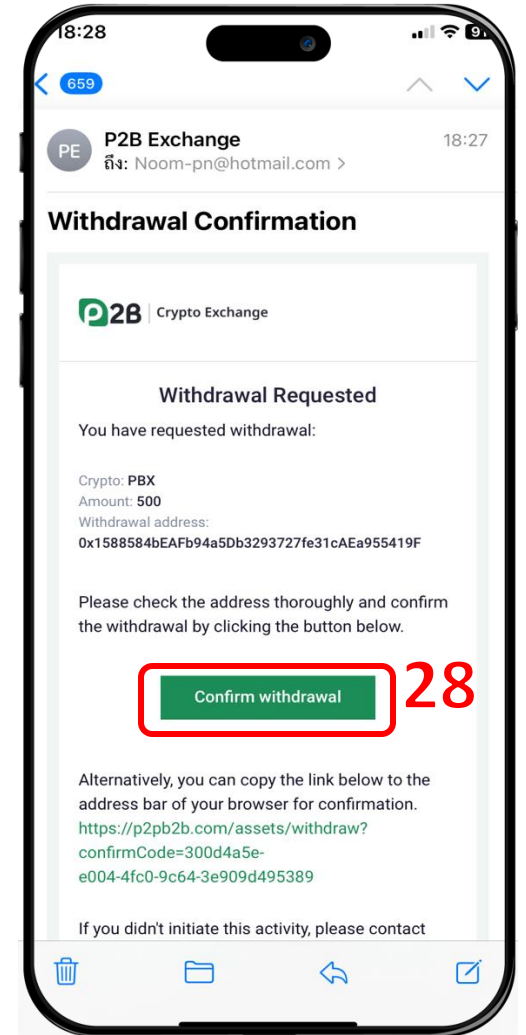 18:28
659
PE
P2B Exchange
18:27
ถึง: Noom-pn@hotmail.com >
Withdrawal Confirmation
P2B Crypto Exchange
Withdrawal Requested
You have requested withdrawal:
Crypto: PBX
Amount: 500
Withdrawal address:
0x1588584bEAFb94a5Db3293727fe31cAEa955419F
Please check the address thoroughly and confirm
the withdrawal by clicking the button below.
Confirm withdrawal
28
Alternatively, you can copy the link below to the
address bar of your browser for confirmation.
https://p2pb2b.com/assets/withdraw?
confirmCode=300d4a5e-
e004-4fc0-9c64-3e909d495389
If you didn't initiate this activity, please contact